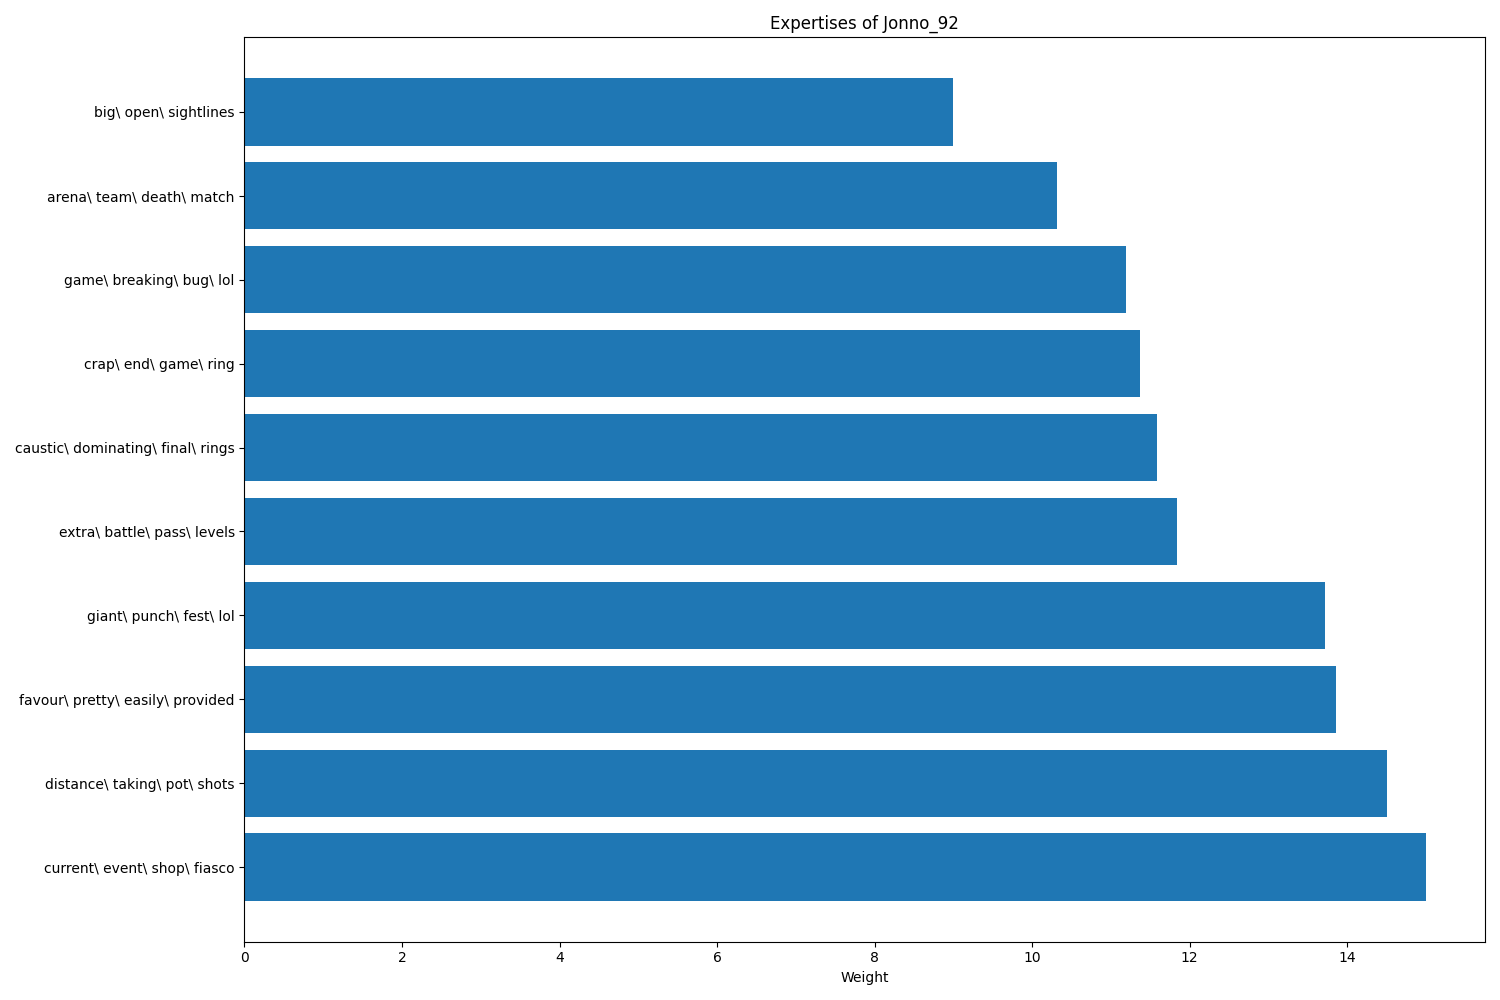 Expertises of Jonno_92
big\ open\ sightlines
arena\ team\ death\ match
game\ breaking\ bug\ lol
crap\ end\ game\ ring
caustic\ dominating\ final\ rings
extra\ battle\ pass\ levels
giant\ punch\ fest\ lol
favour\ pretty\ easily\ provided
distance\ taking\ pot\ shots
current\ event\ shop\ fiasco
0 2 4 6 8 10 12 14
Weight